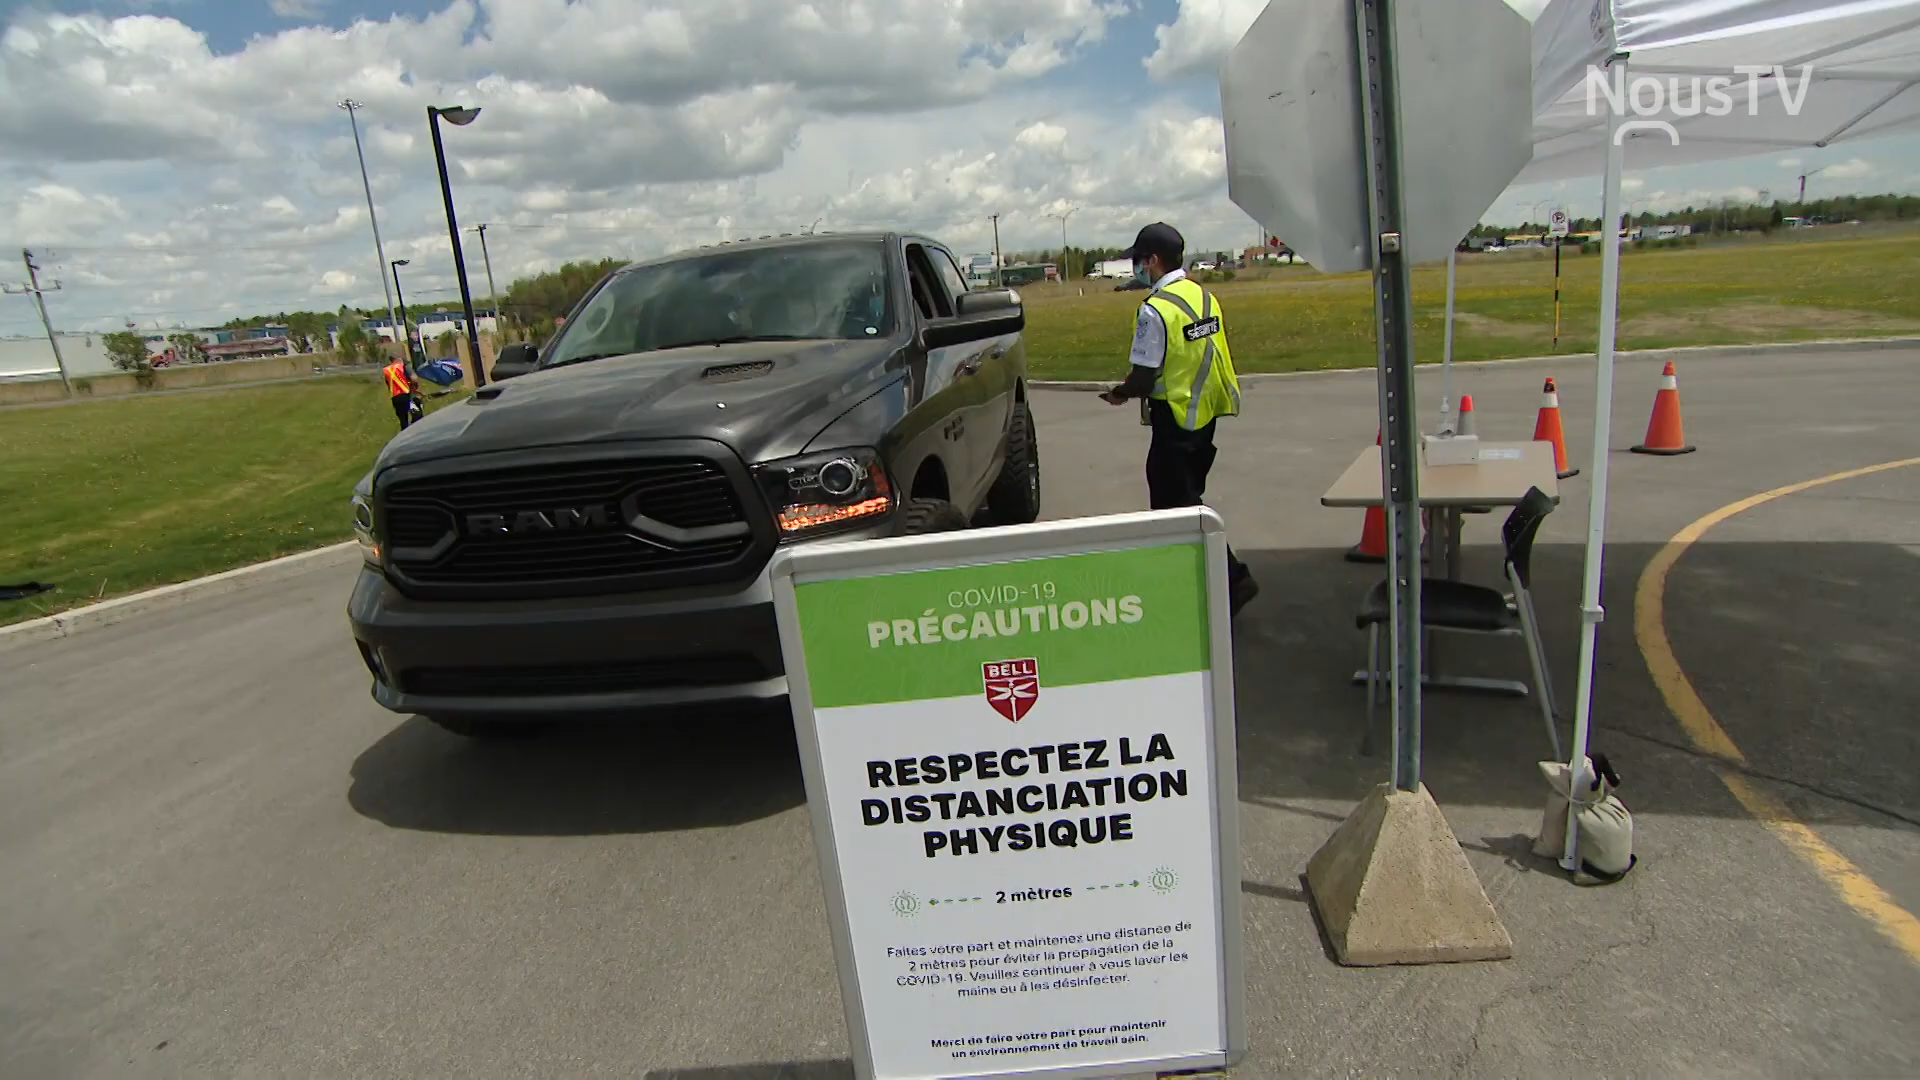 NousTV
RAM
SÉCURITÉ
COVID-19
PRÉCAUTIONS
BELL
RESPECTEZ LA
DISTANCIATION
PHYSIQUE
2 mètres
Faites votre part et maintenez une distance de
2 mètres pour éviter la propagation de la
COVID-19. Veuillez continuer à vous laver les
mains ou à les désinfecter.
Merci de faire votre part pour maintenir
un environnement de travail sain.